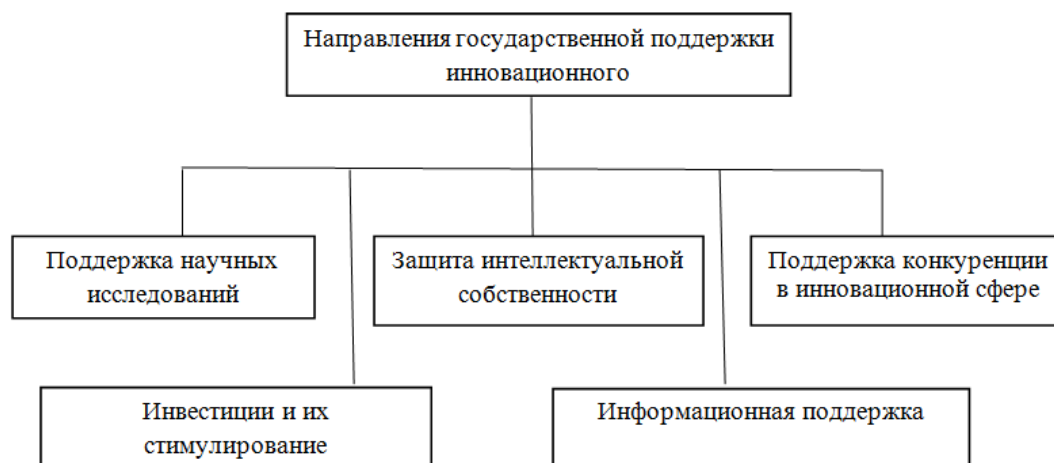 Направления государственной поддержки
инновационного
Поддержка научных
исследований
Защита интеллектуальной
собственности
Поддержка конкуренции
в инновационной сфере
Инвестиции и их
стимулирование
Информационная поддержка